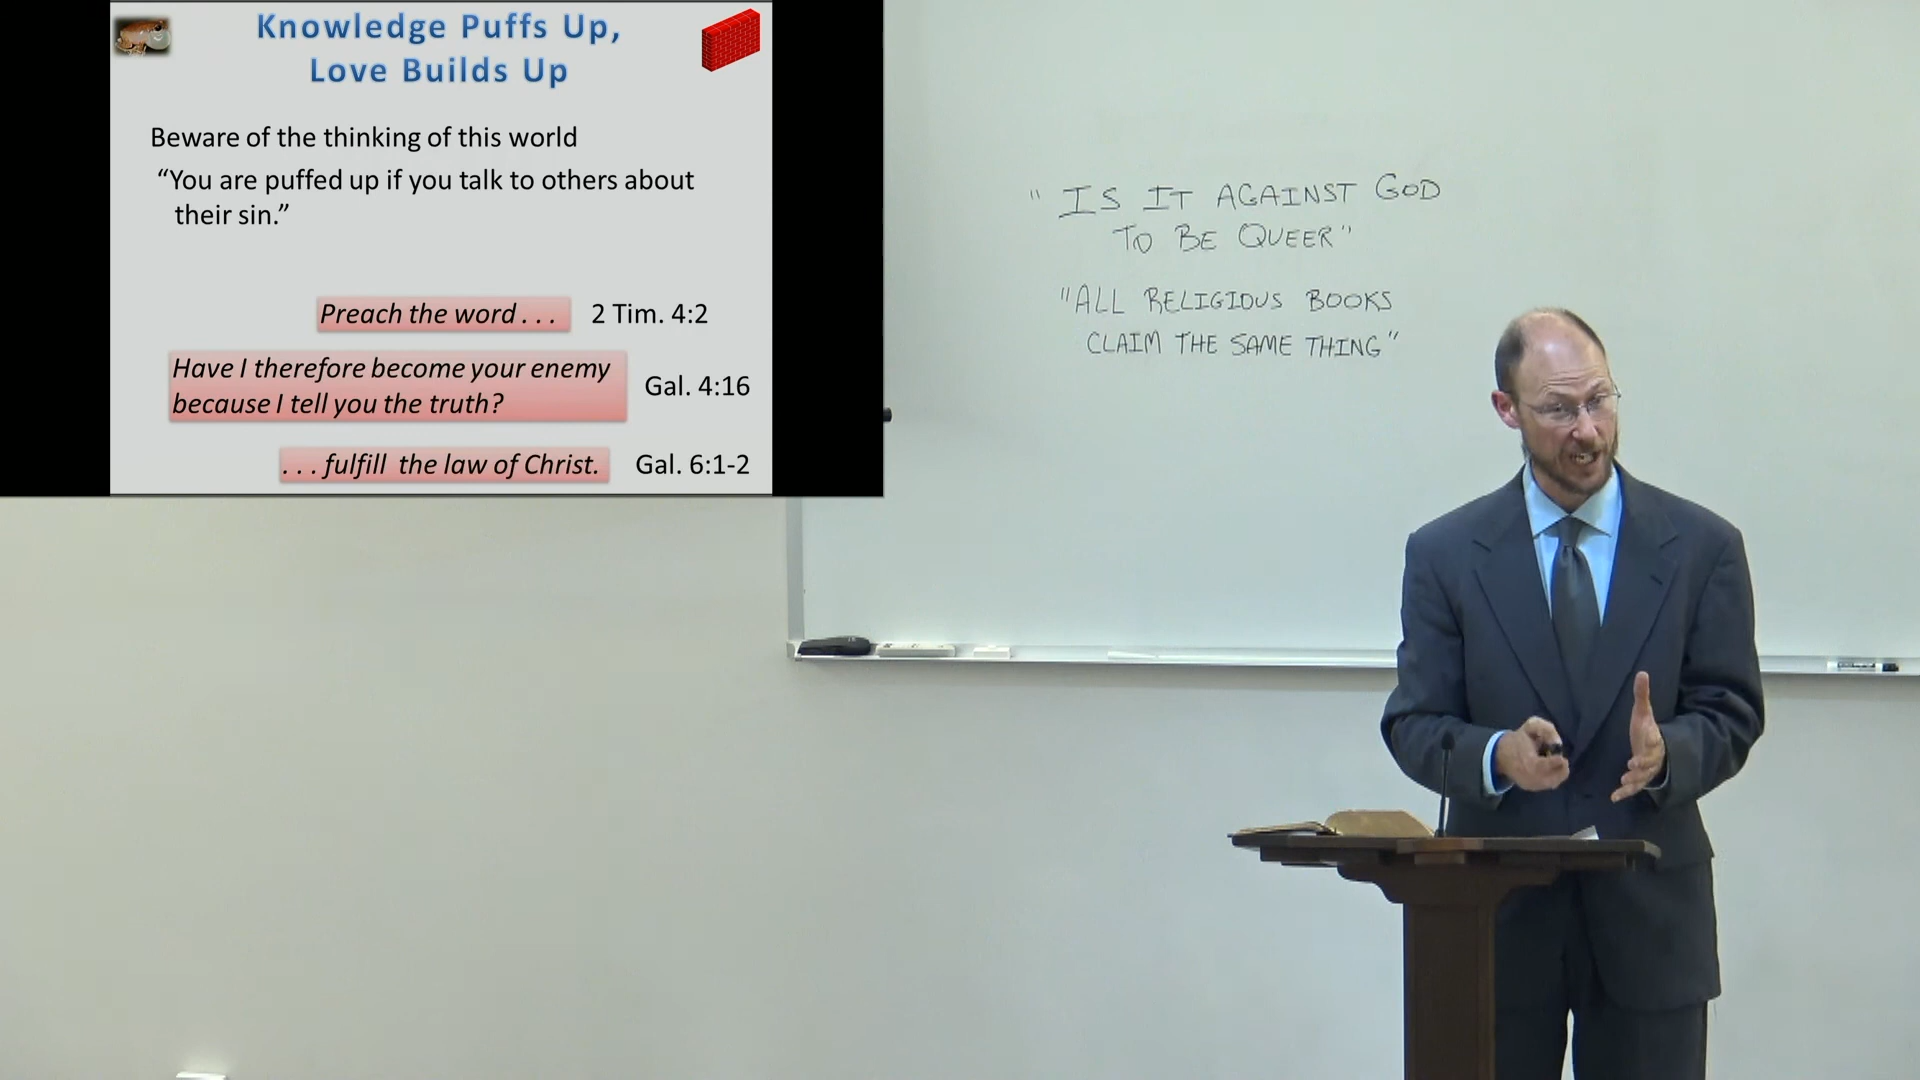 Knowledge Puffs Up,
Love Builds Up
Beware of the thinking of this world
“You are puffed up if you talk to others about
their sin.”
Preach the word . . . 2 Tim. 4:2
Have I therefore become your enemy
because I tell you the truth? Gal. 4:16
. . . fulfill the law of Christ. Gal. 6:1-2
" IS IT AGAINST GOD
TO BE QUEER"
"ALL RELIGIOUS BOOKS
CLAIM THE SAME THING"